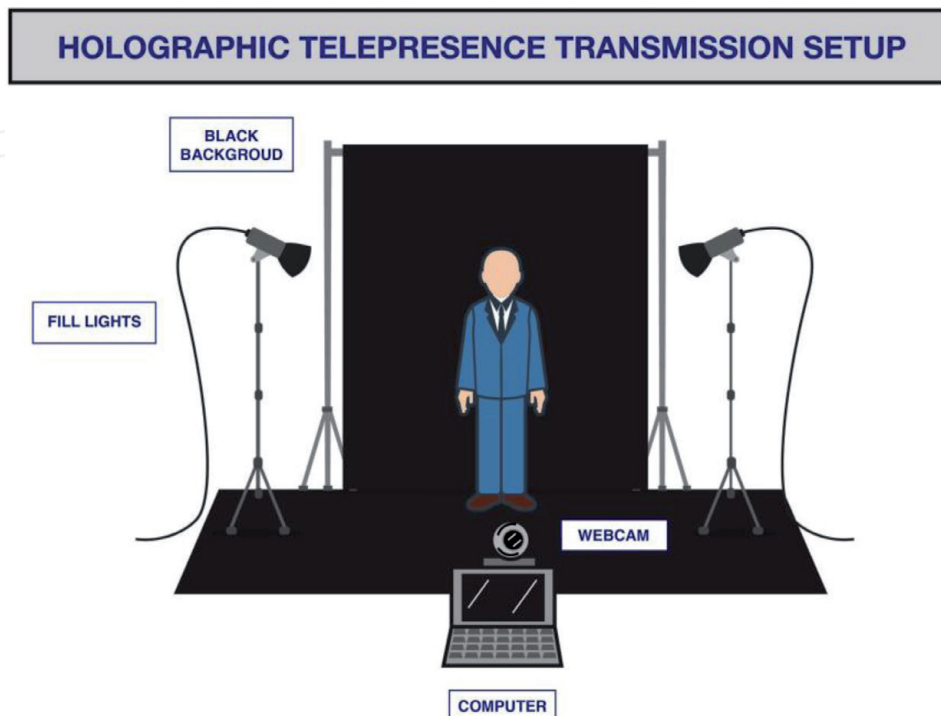 HOLOGRAPHIC TELEPRESENCE TRANSMISSION SETUP
BLACK
BACKGROUD
FILL LIGHTS
WEBCAM
COMPUTER